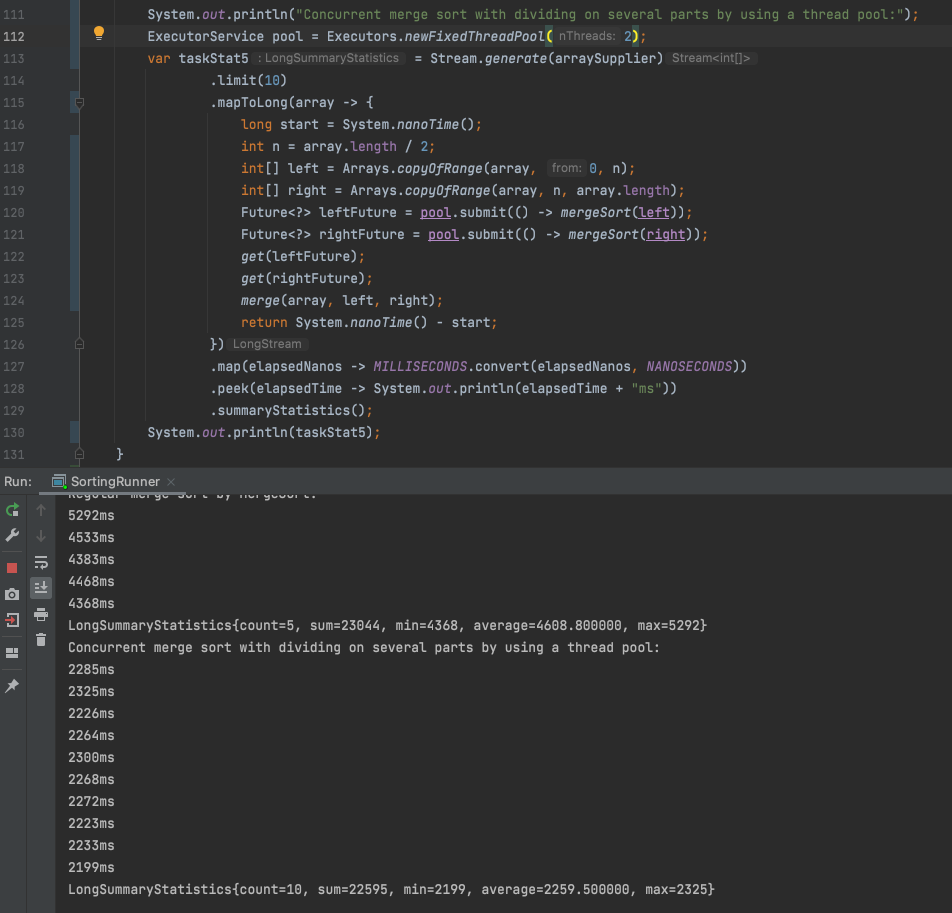 111 System.out.println("Concurrent merge sort with dividing on several parts by using a thread pool:");
112 ExecutorService pool = Executors.newFixedThreadPool( nThreads: 2);
113 var taskStat5 : LongSummaryStatistics = Stream.generate(arraySupplier) Stream<int[]>
114 .limit(10)
115 .mapToLong(array -> {
116 long start = System.nanoTime();
117 int n = array.length / 2;
118 int[] left = Arrays.copyOfRange(array, from: 0, n);
119 int[] right = Arrays.copyOfRange(array, n, array.length);
120 Future<?> leftFuture = pool.submit(() -> mergeSort(left));
121 Future<?> rightFuture = pool.submit(() -> mergeSort(right));
122 get(leftFuture);
123 get(rightFuture);
124 merge(array, left, right);
125 return System.nanoTime() - start;
126 }) LongStream
127 .map(elapsedNanos -> MILLISECONDS.convert(elapsedNanos, NANOSECONDS))
128 .peek(elapsedTime -> System.out.println(elapsedTime + "ms"))
129 .summaryStatistics();
130 System.out.println(taskStat5);
131 }
Run: SortingRunner ×
Regular merge sort by MergeSort:
5292ms
4533ms
4383ms
4468ms
4368ms
LongSummaryStatistics{count=5, sum=23044, min=4368, average=4608.800000, max=5292}
Concurrent merge sort with dividing on several parts by using a thread pool:
2285ms
2325ms
2226ms
2264ms
2300ms
2268ms
2272ms
2223ms
2233ms
2199ms
LongSummaryStatistics{count=10, sum=22595, min=2199, average=2259.500000, max=2325}